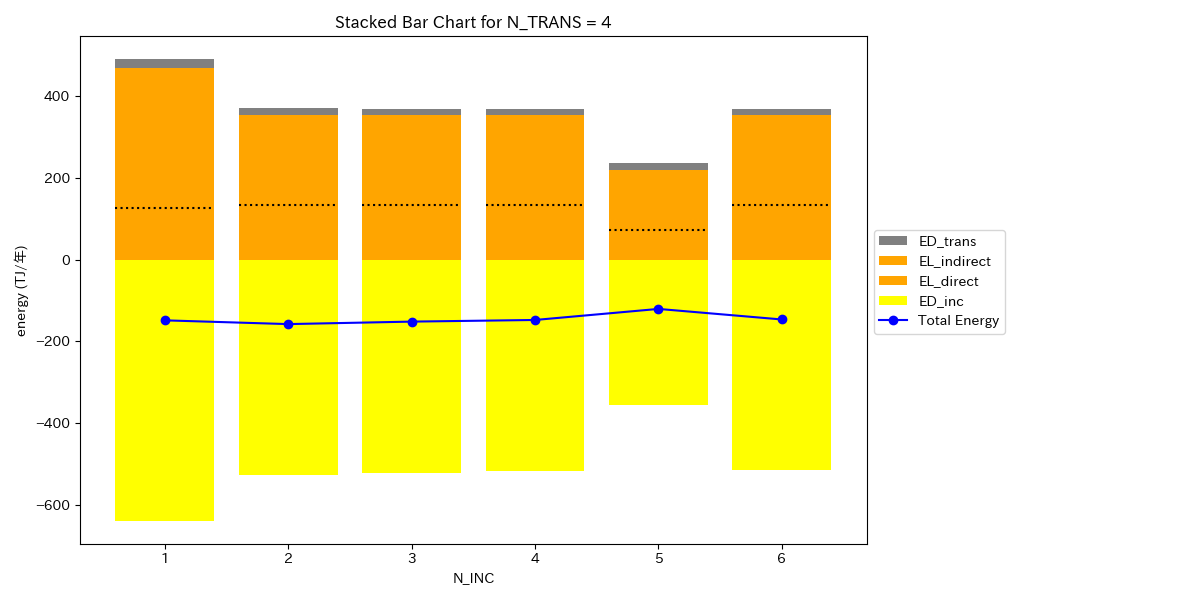 Stacked Bar Chart for N_TRANS = 4
energy (TJ/年)
400
200
0
−200
−400
−600
1
2
3
4
5
6
N_INC
ED_trans
EL_indirect
EL_direct
ED_inc
Total Energy